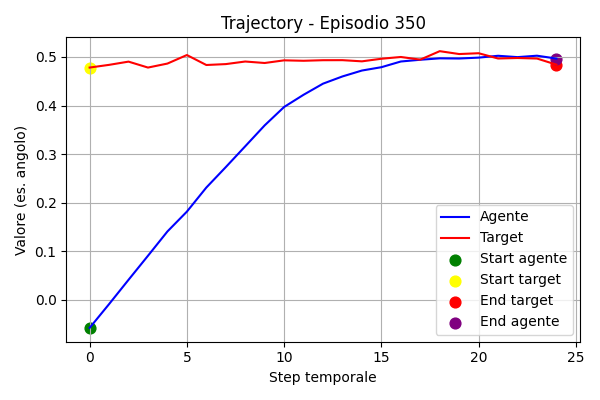 Trajectory - Episodio 350
Valore (es. angolo)
0.5
0.4
0.3
0.2
0.1
0.0
0
5
10
15
20
25
Step temporale
Agente
Target
Start agente
Start target
End target
End agente